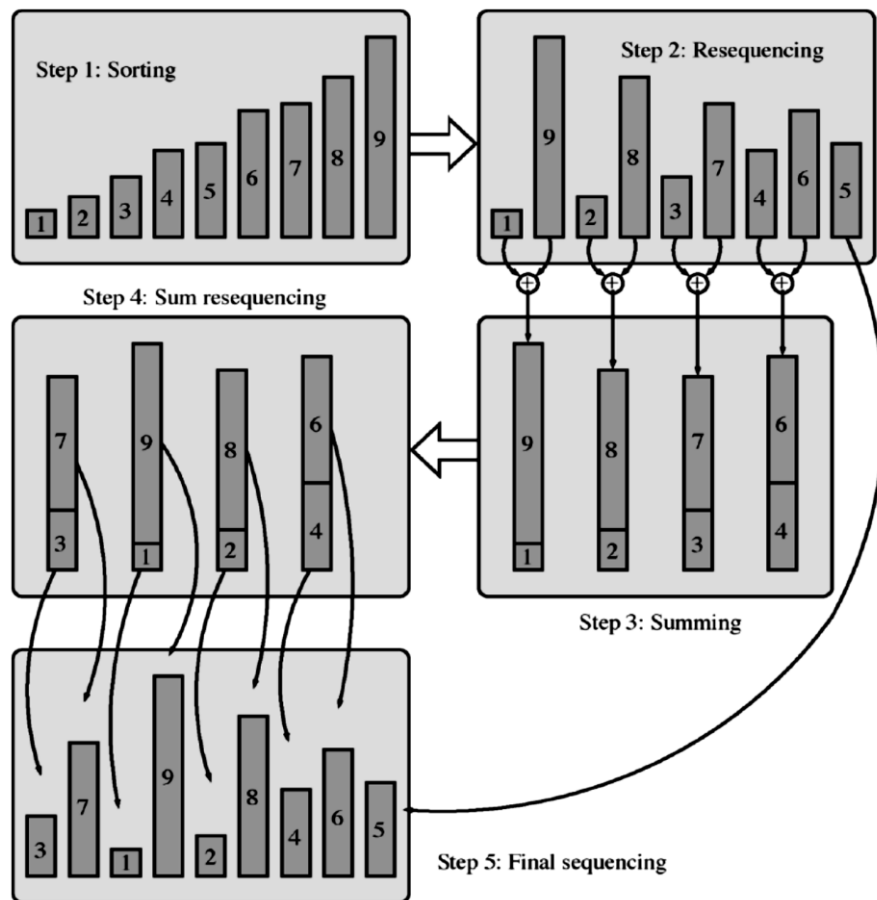 Step 1: Sorting
1 2 3 4 5 6 7 8 9
Step 2: Resequencing
1 9 2 8 3 7 4 6 5
+ + + +
Step 3: Summing
9 8 7 6
1 2 3 4
Step 4: Sum resequencing
7 9 8 6
3 1 2 4
3 7 1 9 2 8 4 6 5
Step 5: Final sequencing